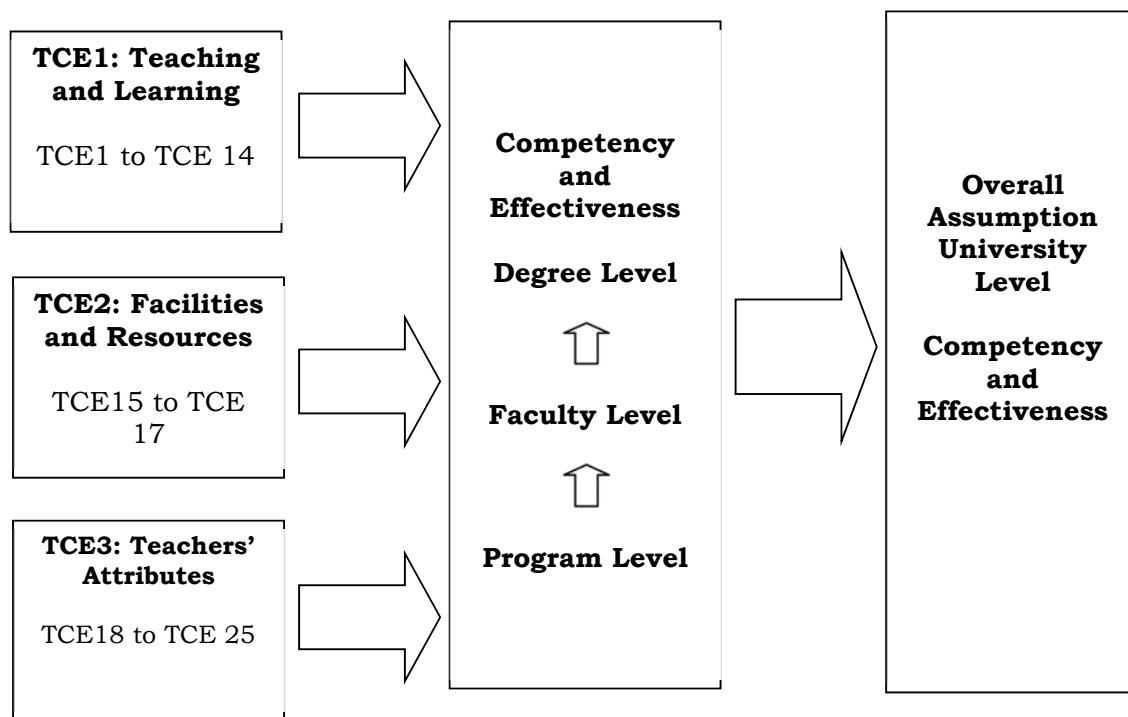 TCE1: Teaching
and Learning
TCE1 to TCE 14
TCE2: Facilities
and Resources
TCE15 to TCE
17
TCE3: Teachers’
Attributes
TCE18 to TCE 25
Competency
and
Effectiveness
Degree Level
Faculty Level
Program Level
Overall
Assumption
University
Level
Competency
and
Effectiveness